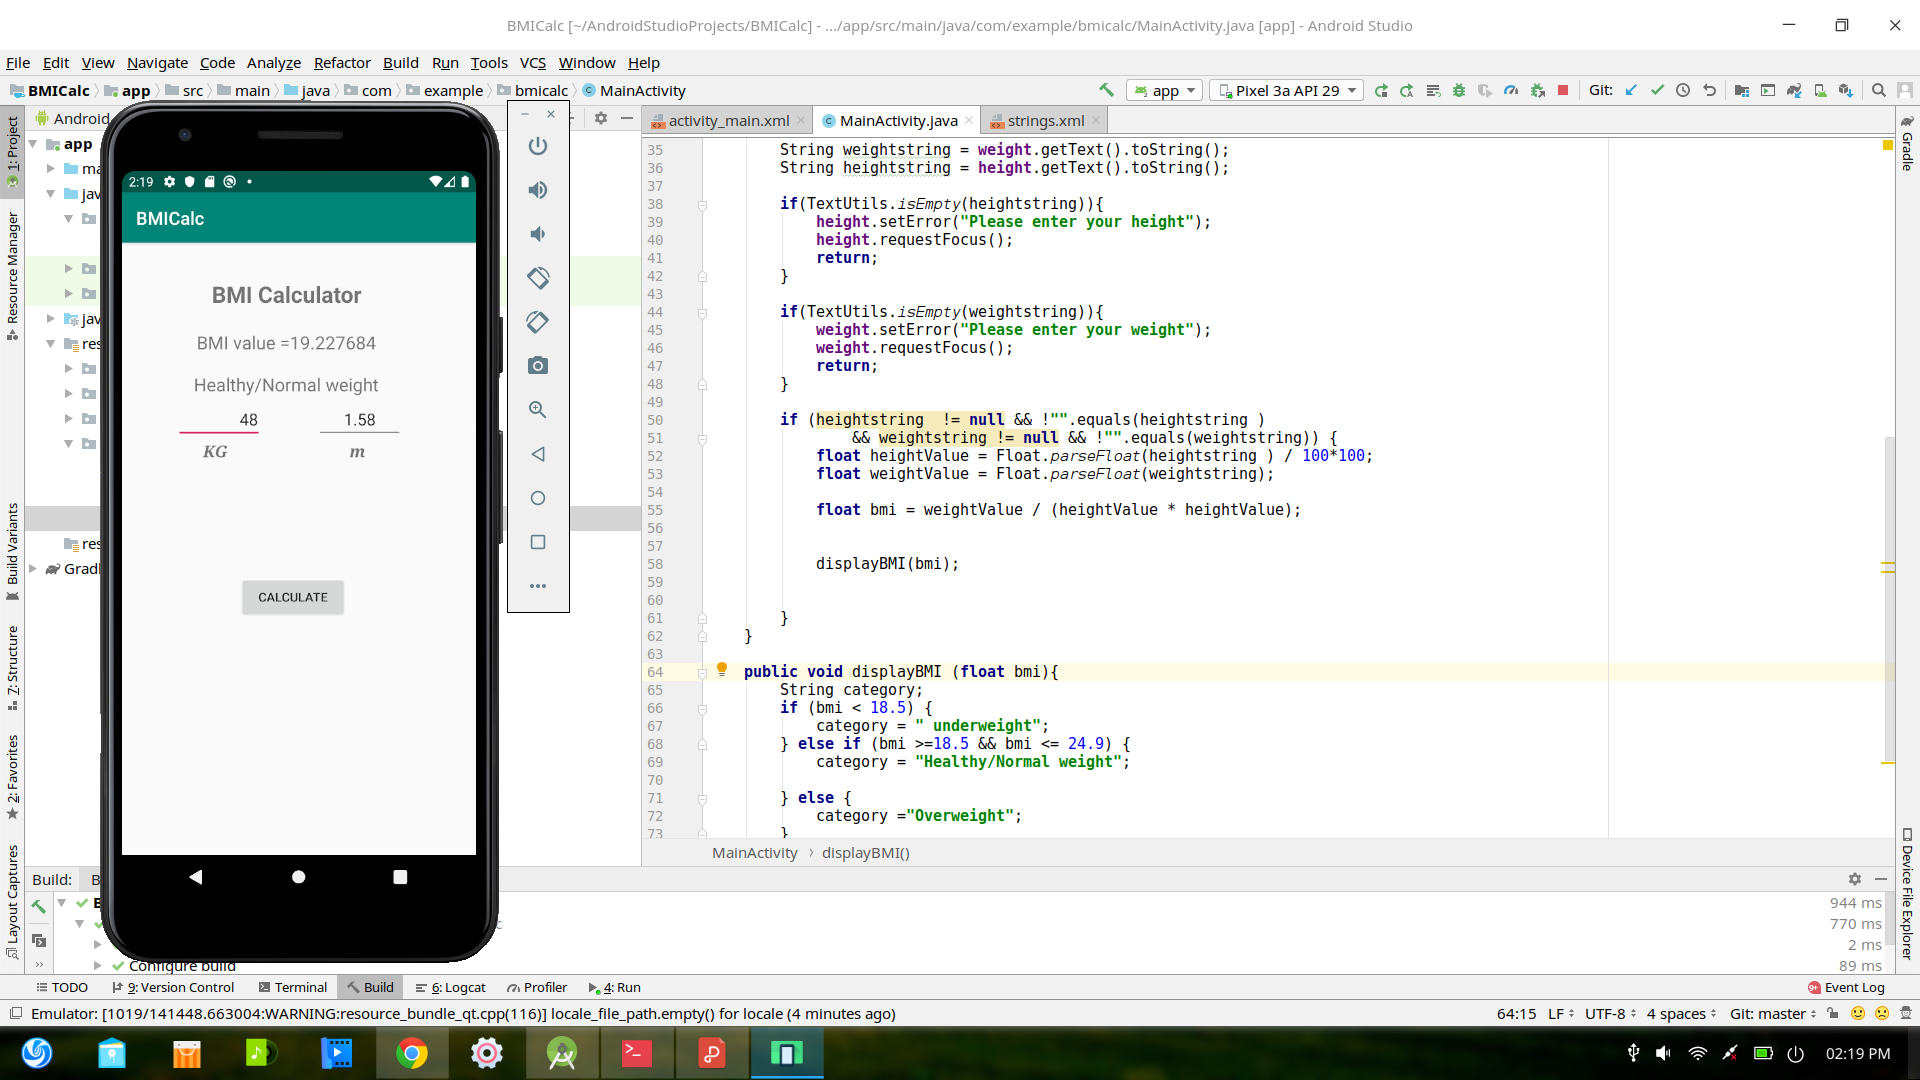 BMICalc [~/AndroidStudioProjects/BMICalc] - .../app/src/main/java/com/example/bmicalc/MainActivity.java [app] - Android Studio
File Edit View Navigate Code Analyze Refactor Build Run Tools VCS Window Help
BMICalc app src main java com example bmicalc MainActivity
app Pixel 3a API 29 Git:
Android
activity_main.xml MainActivity.java strings.xml
1: Project
Resource Manager
Build Variants
7: Structure
2: Favorites
Layout Captures
Gradle
Device File Explorer
app
ma
jav
jav
res
res
Gradl
2:19
BMICalc
BMI Calculator
BMI value =19.227684
Healthy/Normal weight
48 1.58
KG m
CALCULATE
35 String weightstring = weight.getText().toString();
36 String heightstring = height.getText().toString();
37
38 if(TextUtils.isEmpty(heightstring)){
39 height.setError("Please enter your height");
40 height.requestFocus();
41 return;
42 }
43
44 if(TextUtils.isEmpty(weightstring)){
45 weight.setError("Please enter your weight");
46 weight.requestFocus();
47 return;
48 }
49
50 if (heightstring  != null && !"".equals(heightstring )
51 && weightstring != null && !"".equals(weightstring)) {
52 float heightValue = Float.parseFloat(heightstring ) / 100*100;
53 float weightValue = Float.parseFloat(weightstring);
54
55 float bmi = weightValue / (heightValue * heightValue);
56
57
58 displayBMI(bmi);
59
60
61 }
62 }
63
64 public void displayBMI (float bmi){
65 String category;
66 if (bmi < 18.5) {
67 category = " underweight";
68 } else if (bmi >=18.5 && bmi <= 24.9) {
69 category = "Healthy/Normal weight";
70
71 } else {
72 category ="Overweight";
73 }
MainActivity › displayBMI()
Build: B
B 944 ms
c 770 ms
2 ms
Configure build 89 ms
TODO 9: Version Control Terminal Build 6: Logcat Profiler 4: Run 9+ Event Log
Emulator: [1019/141448.663004:WARNING:resource_bundle_qt.cpp(116)] locale_file_path.empty() for locale (4 minutes ago) 64:15 LF UTF-8 4 spaces Git: master
02:19 PM